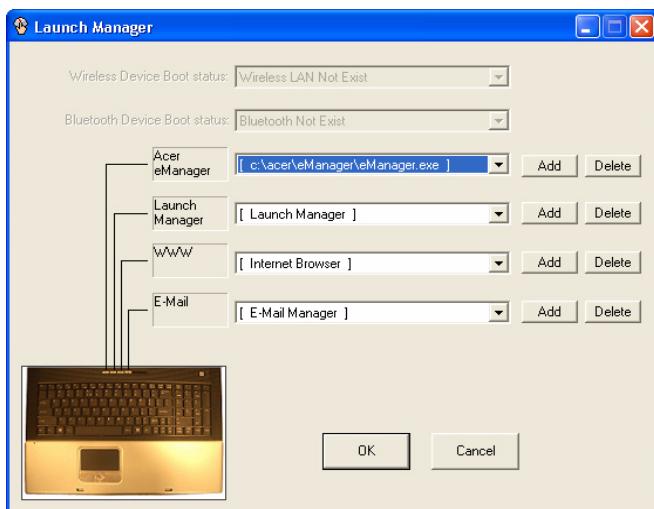 Launch Manager
Wireless Device Boot status: Wireless LAN Not Exist
Bluetooth Device Boot status: Bluetooth Not Exist
Acer
eManager
[ c:\acer\eManager\eManager.exe ] Add Delete
Launch
Manager
[ Launch Manager ] Add Delete
WWW
[ Internet Browser ] Add Delete
E-Mail
[ E-Mail Manager ] Add Delete
OK Cancel